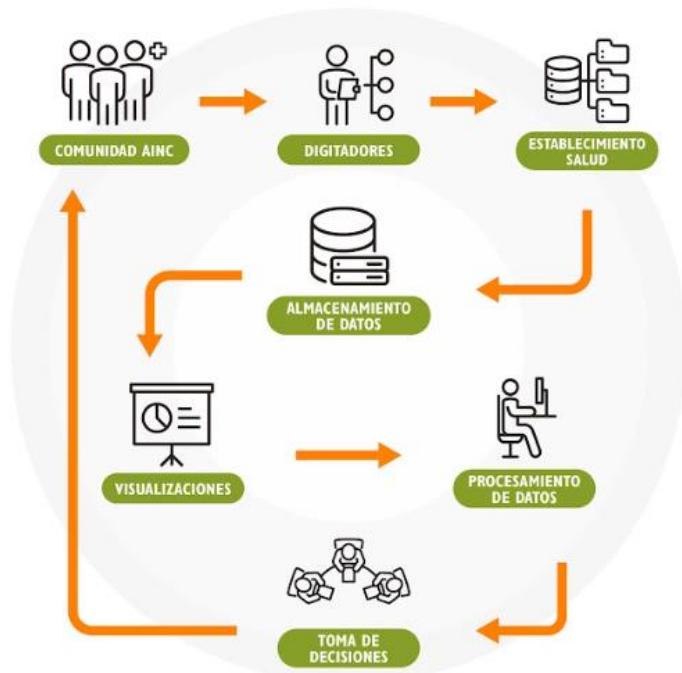 COMUNIDAD AINC
DIGITADORES
ESTABLECIMIENTO
SALUD
ALMACENAMIENTO
DE DATOS
VISUALIZACIONES
PROCESAMIENTO
DE DATOS
TOMA DE
DECISIONES